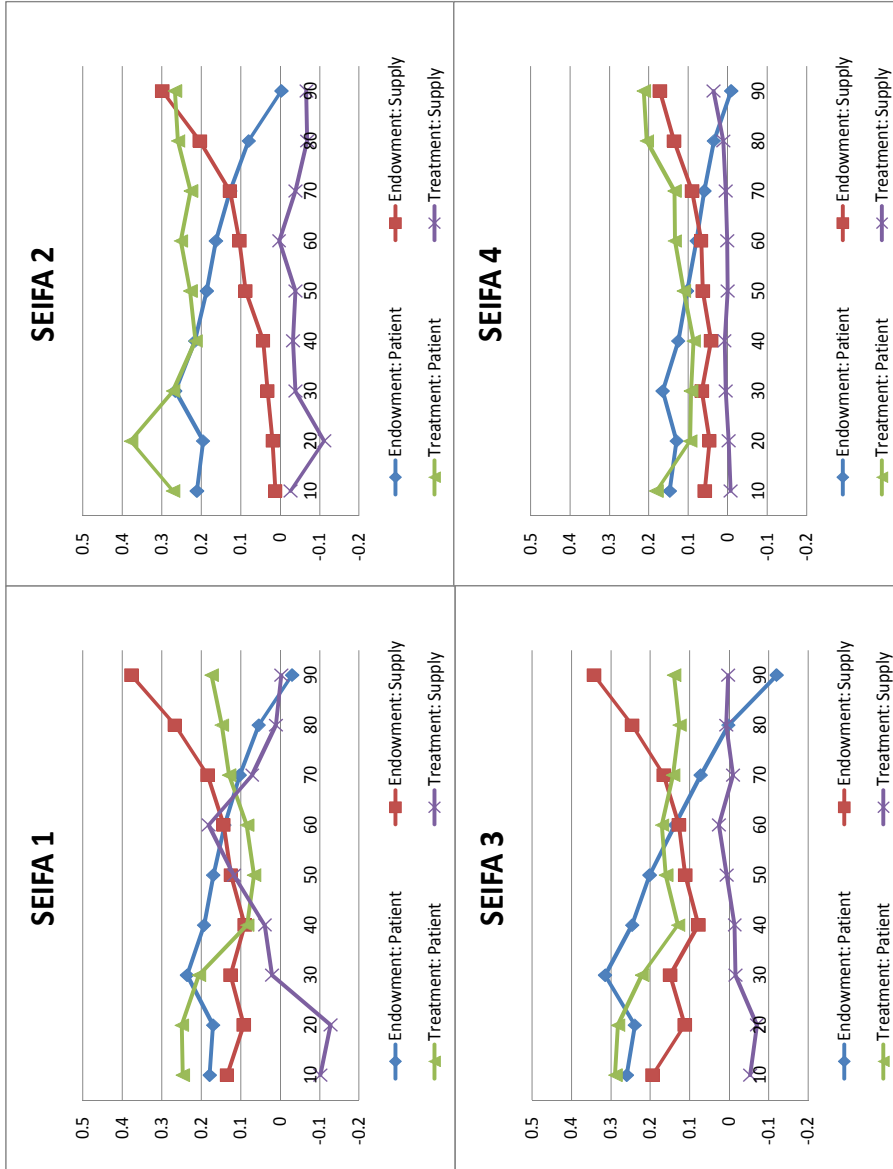 SEIFA 1
0.5
0.4
0.3
0.2
0.1
0
-0.1
-0.2
10 20 30 40 50 60 70 80 90
Endowment: Patient
Endowment: Supply
Treatment: Patient
Treatment: Supply
SEIFA 2
0.5
0.4
0.3
0.2
0.1
0
-0.1
-0.2
10 20 30 40 50 60 70 80 90
Endowment: Patient
Endowment: Supply
Treatment: Patient
Treatment: Supply
SEIFA 3
0.5
0.4
0.3
0.2
0.1
0
-0.1
-0.2
10 20 30 40 50 60 70 80 90
Endowment: Patient
Endowment: Supply
Treatment: Patient
Treatment: Supply
SEIFA 4
0.5
0.4
0.3
0.2
0.1
0
-0.1
-0.2
10 20 30 40 50 60 70 80 90
Endowment: Patient
Endowment: Supply
Treatment: Patient
Treatment: Supply